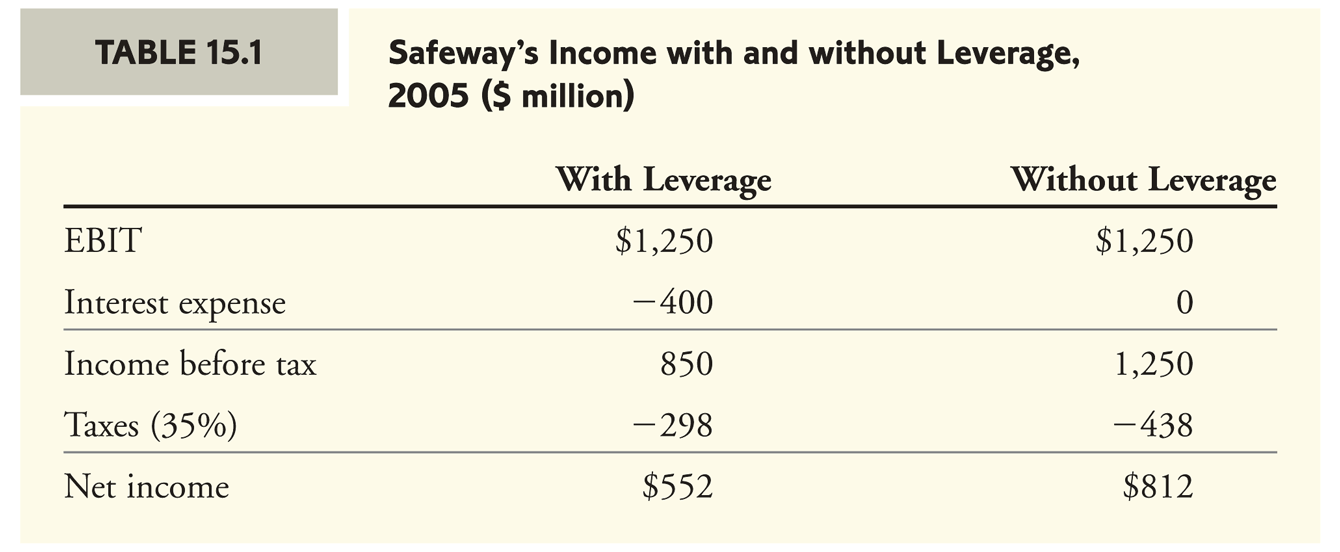 TABLE 15.1
Safeway's Income with and without Leverage,
2005 ($ million)
With Leverage Without Leverage
EBIT $1,250 $1,250
Interest expense −400 0
Income before tax 850 1,250
Taxes (35%) −298 −438
Net income $552 $812